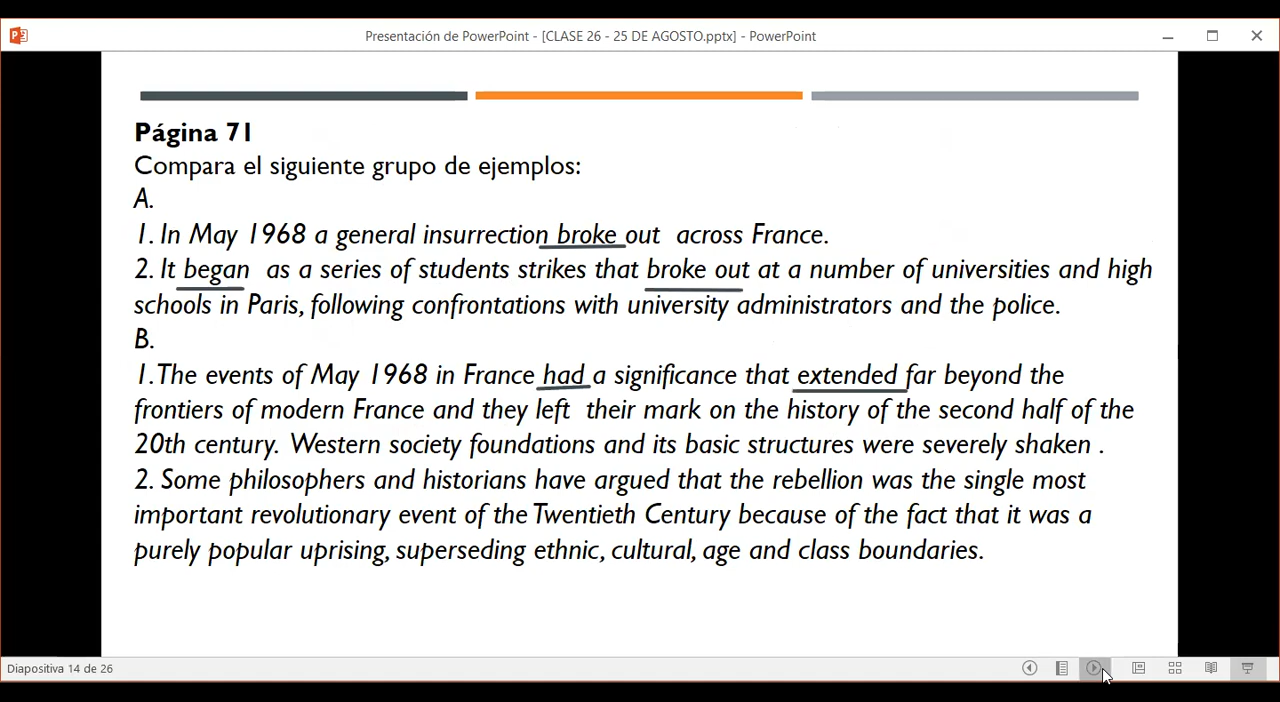 Presentación de PowerPoint - [CLASE 26 - 25 DE AGOSTO.pptx] - PowerPoint
Página 71
Compara el siguiente grupo de ejemplos:
A.
1. In May 1968 a general insurrection broke out across France.
2. It began as a series of students strikes that broke out at a number of universities and high
schools in Paris, following confrontations with university administrators and the police.
B.
1. The events of May 1968 in France had a significance that extended far beyond the
frontiers of modern France and they left their mark on the history of the second half of the
20th century. Western society foundations and its basic structures were severely shaken .
2. Some philosophers and historians have argued that the rebellion was the single most
important revolutionary event of the Twentieth Century because of the fact that it was a
purely popular uprising, superseding ethnic, cultural, age and class boundaries.
Diapositiva 14 de 26